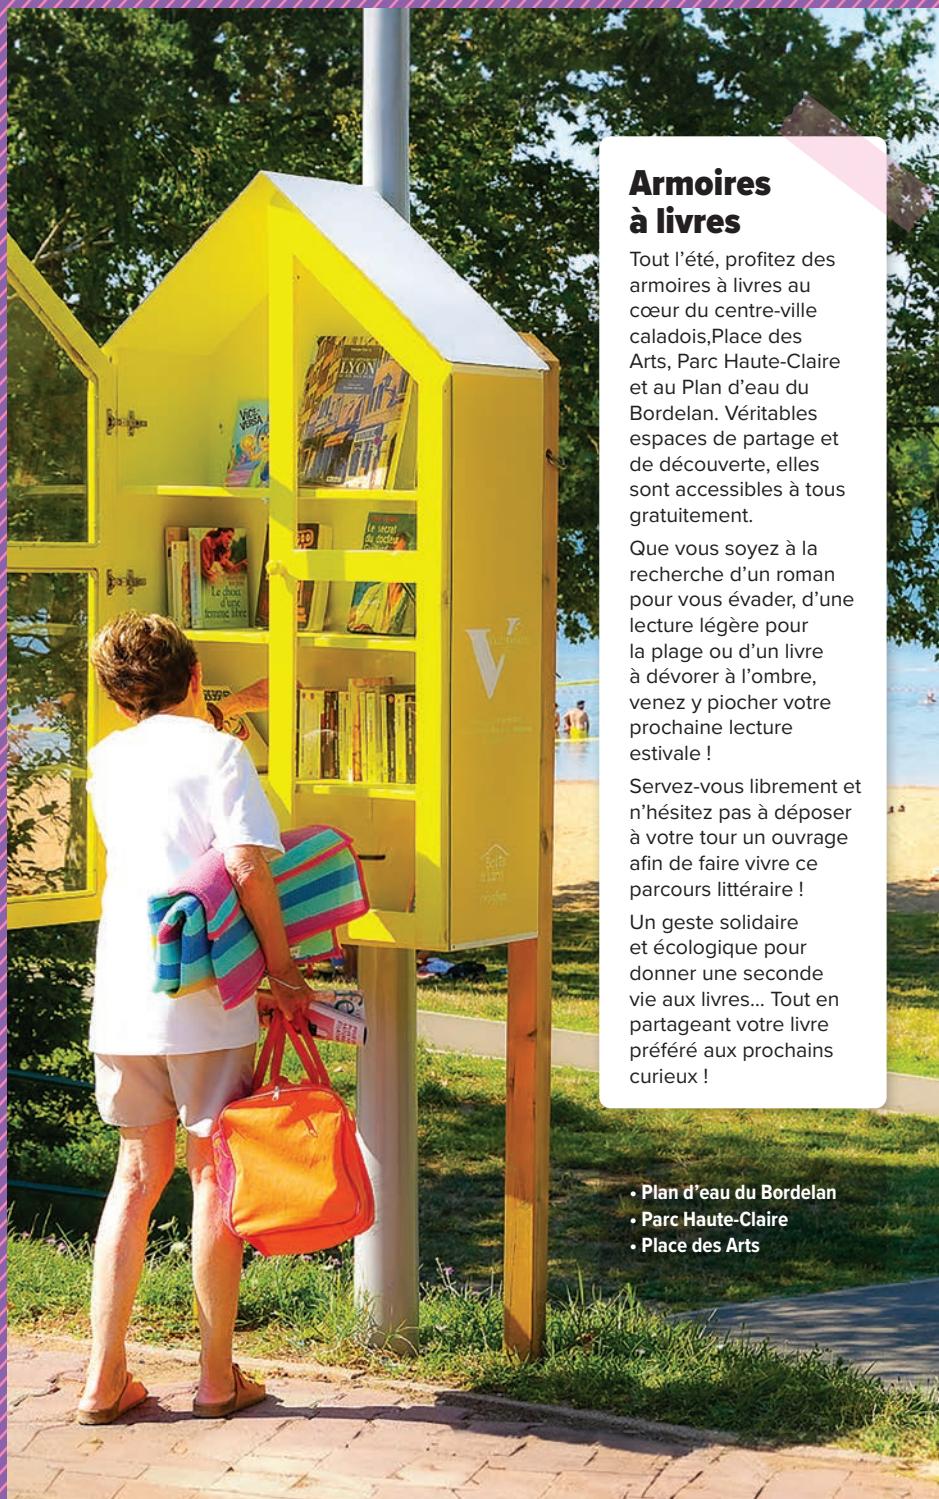 Armoires
à livres
Tout l’été, profitez des
armoires à livres au
cœur du centre-ville
caladois,Place des
Arts, Parc Haute-Claire
et au Plan d’eau du
Bordelan. Véritables
espaces de partage et
de découverte, elles
sont accessibles à tous
gratuitement.
Que vous soyez à la
recherche d’un roman
pour vous évader, d’une
lecture légère pour
la plage ou d’un livre
à dévorer à l’ombre,
venez y piocher votre
prochaine lecture
estivale !
Servez-vous librement et
n’hésitez pas à déposer
à votre tour un ouvrage
afin de faire vivre ce
parcours littéraire !
Un geste solidaire
et écologique pour
donner une seconde
vie aux livres... Tout en
partageant votre livre
préféré aux prochains
curieux !
• Plan d’eau du Bordelan
• Parc Haute-Claire
• Place des Arts
LYON
VICE-
VERSA
Le secret
du docteur
Le choix
d'une
femme libre
V